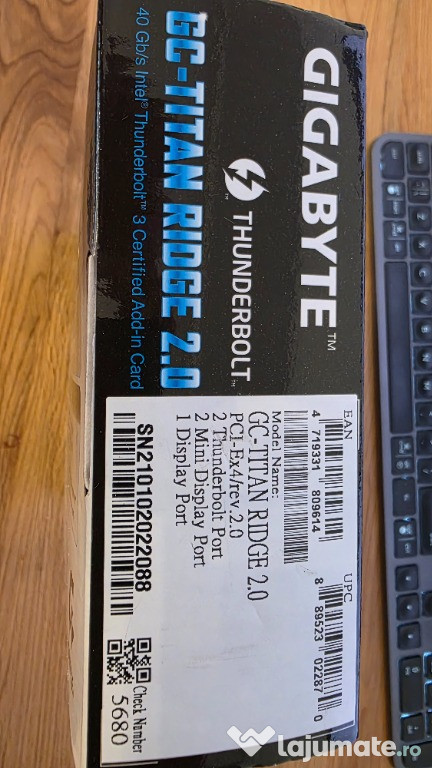 GIGABYTE™
THUNDERBOLT™
GC-TITAN RIDGE 2.0
40 Gb/s Intel® Thunderbolt™ 3 Certified Add-in Card
EAN
4 719331 809614
UPC
8 89523 02287 0
Model Name:
GC-TITAN RIDGE 2.0
PCI-Ex4/rev.2.0
2 Thunderbolt Port
2 Mini Display Port
1 Display Port
SN210102022088
Check Number
5680
lajumate.ro